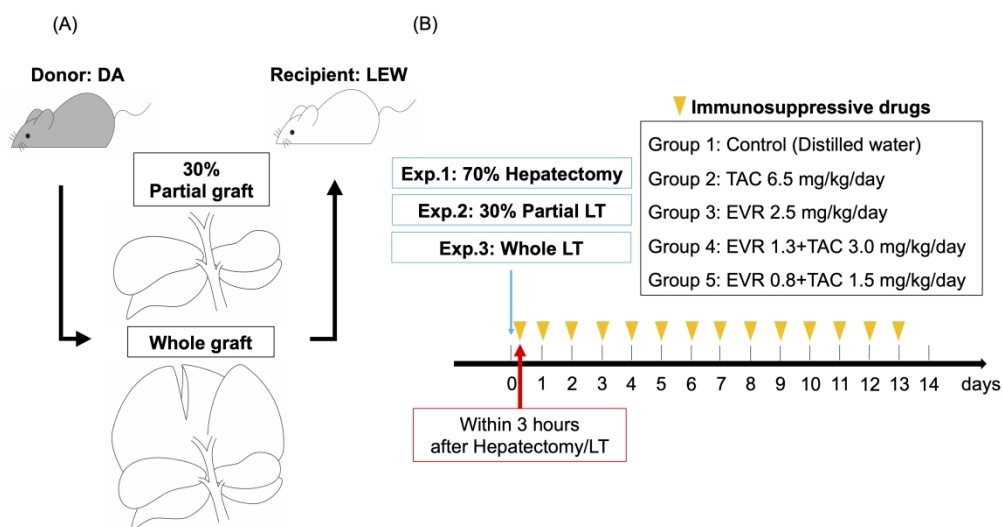 (A)
Donor: DA
Recipient: LEW
30%
Partial graft
Whole graft
(B)
Immunosuppressive drugs
Group 1: Control (Distilled water)
Group 2: TAC 6.5 mg/kg/day
Group 3: EVR 2.5 mg/kg/day
Group 4: EVR 1.3+TAC 3.0 mg/kg/day
Group 5: EVR 0.8+TAC 1.5 mg/kg/day
Exp.1: 70% Hepatectomy
Exp.2: 30% Partial LT
Exp.3: Whole LT
0 1 2 3 4 5 6 7 8 9 10 11 12 13 14 days
Within 3 hours
after Hepatectomy/LT